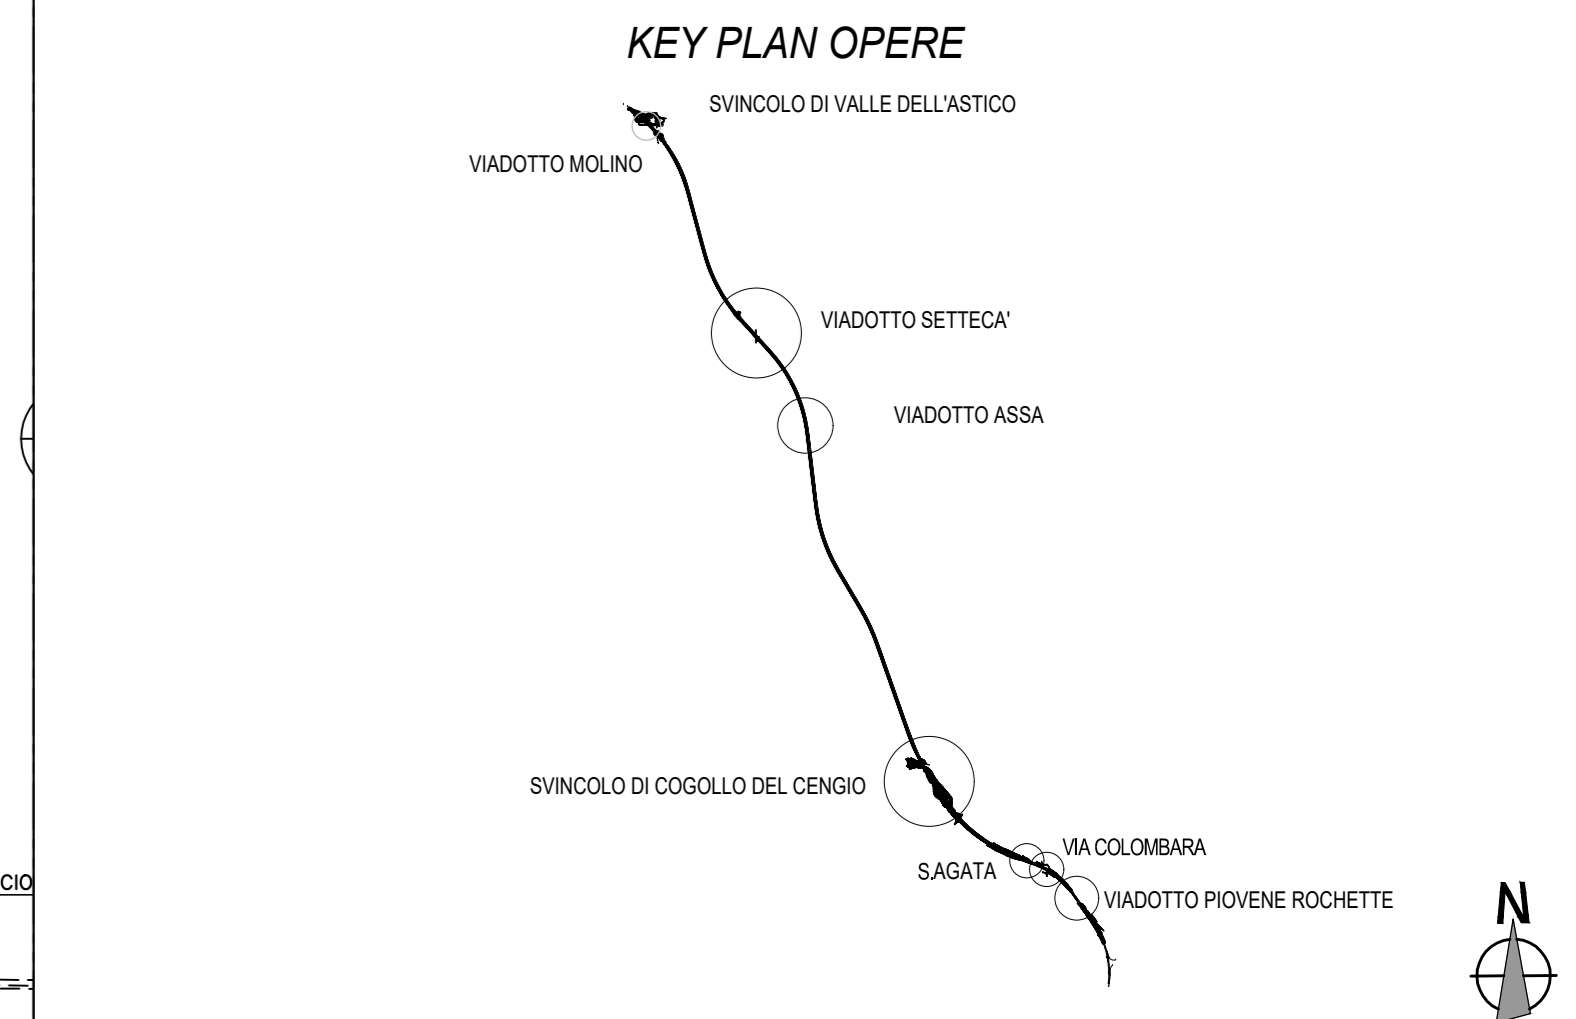 KEY PLAN OPERE
SVINCOLO DI VALLE DELL'ASTICO
VIADOTTO MOLINO
VIADOTTO SETTECA'
VIADOTTO ASSA
SVINCOLO DI COGOLLO DEL CENGIO
VIA COLOMBARA
S.AGATA
CIO
VIADOTTO PIOVENE ROCHETTE
N